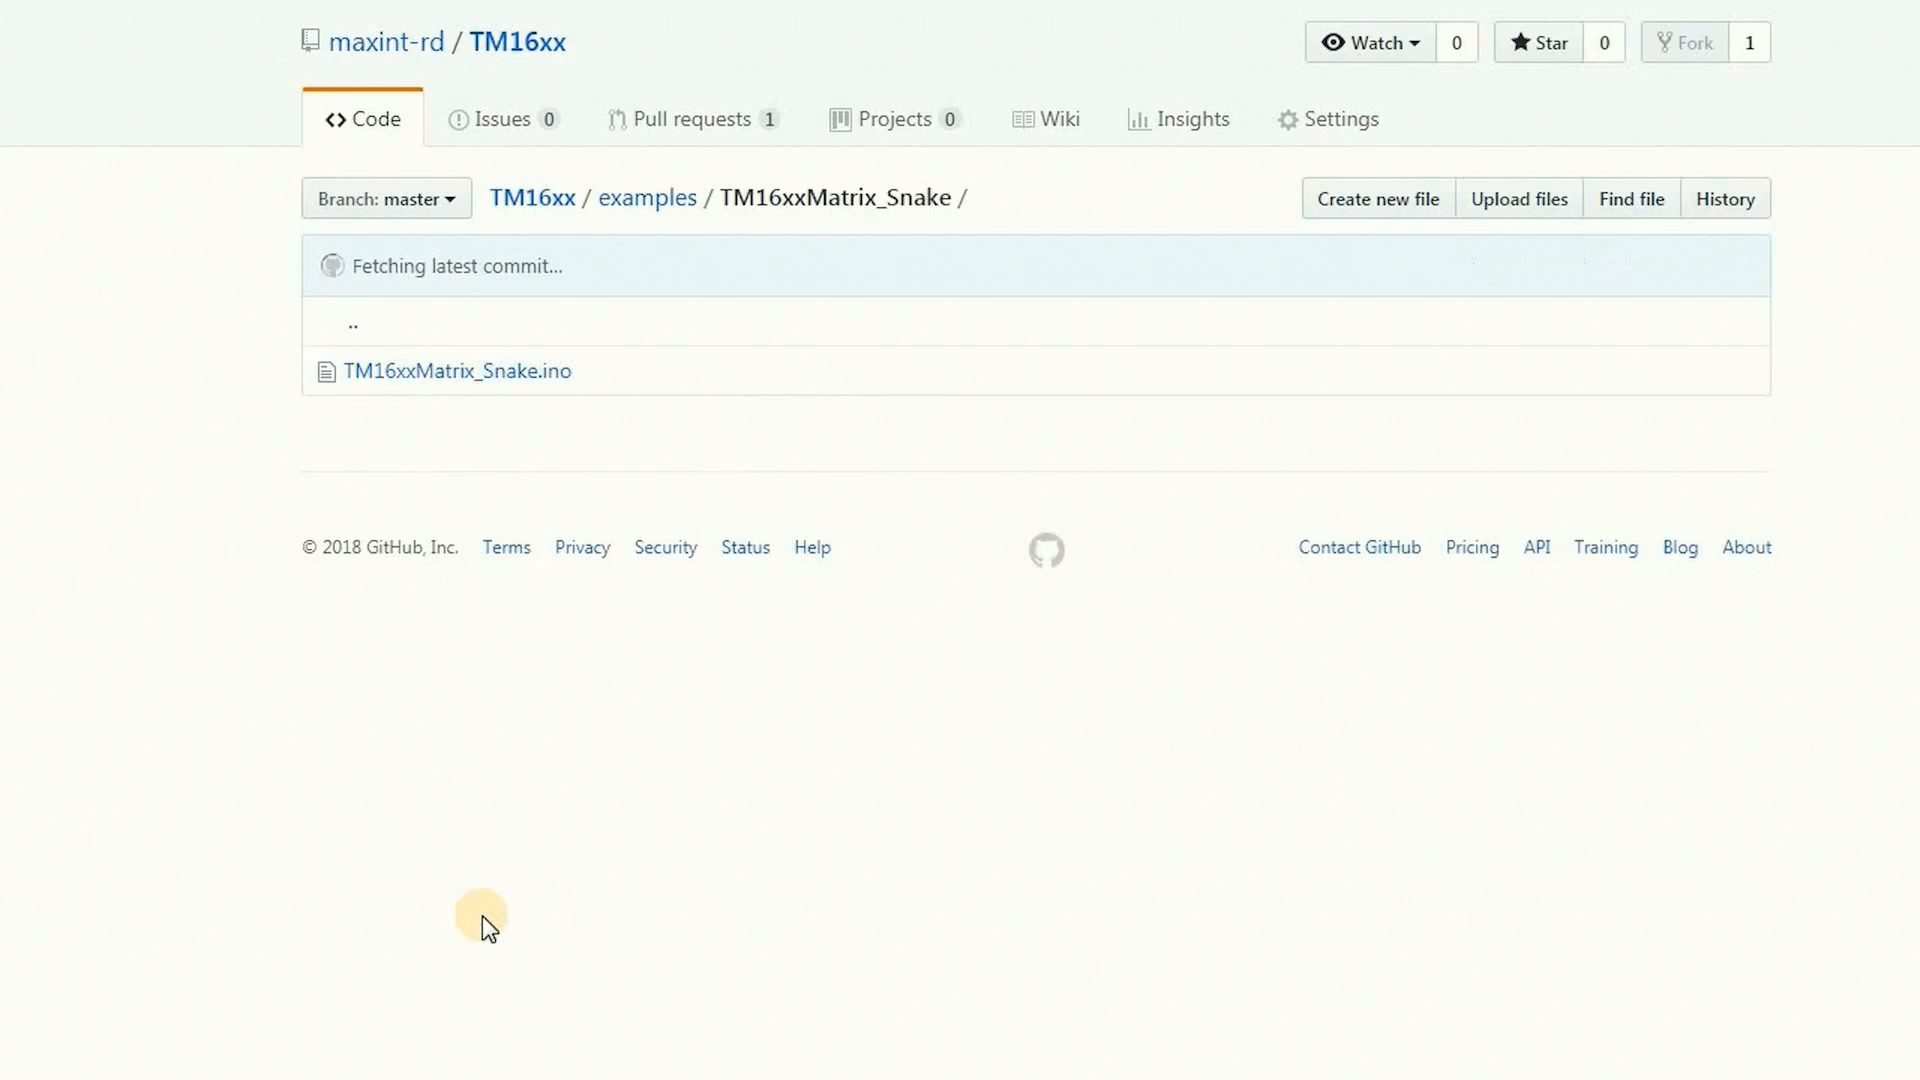 maxint-rd / TM16xx
Watch 0 Star 0 Fork 1
Code Issues 0 Pull requests 1 Projects 0 Wiki Insights Settings
Branch: master TM16xx / examples / TM16xxMatrix_Snake /
Create new file Upload files Find file History
Fetching latest commit...
..
TM16xxMatrix_Snake.ino
© 2018 GitHub, Inc. Terms Privacy Security Status Help
Contact GitHub Pricing API Training Blog About